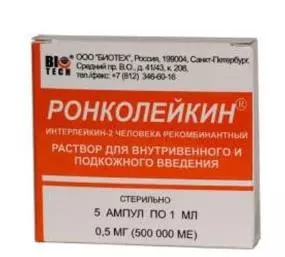 BIO
TECH
ООО "БИОТЕХ", Россия, 199004, Санкт-Петербург,
Средний пр. В.О., д. 41/43, к. 208,
тел./факс: +7 (812) 346-60-16
РОНКОЛЕЙКИН®
ИНТЕРЛЕЙКИН-2 ЧЕЛОВЕКА РЕКОМБИНАНТНЫЙ
РАСТВОР ДЛЯ ВНУТРИВЕННОГО И
ПОДКОЖНОГО ВВЕДЕНИЯ
СТЕРИЛЬНО
5 АМПУЛ ПО 1 МЛ
0,5 МГ (500 000 МЕ)